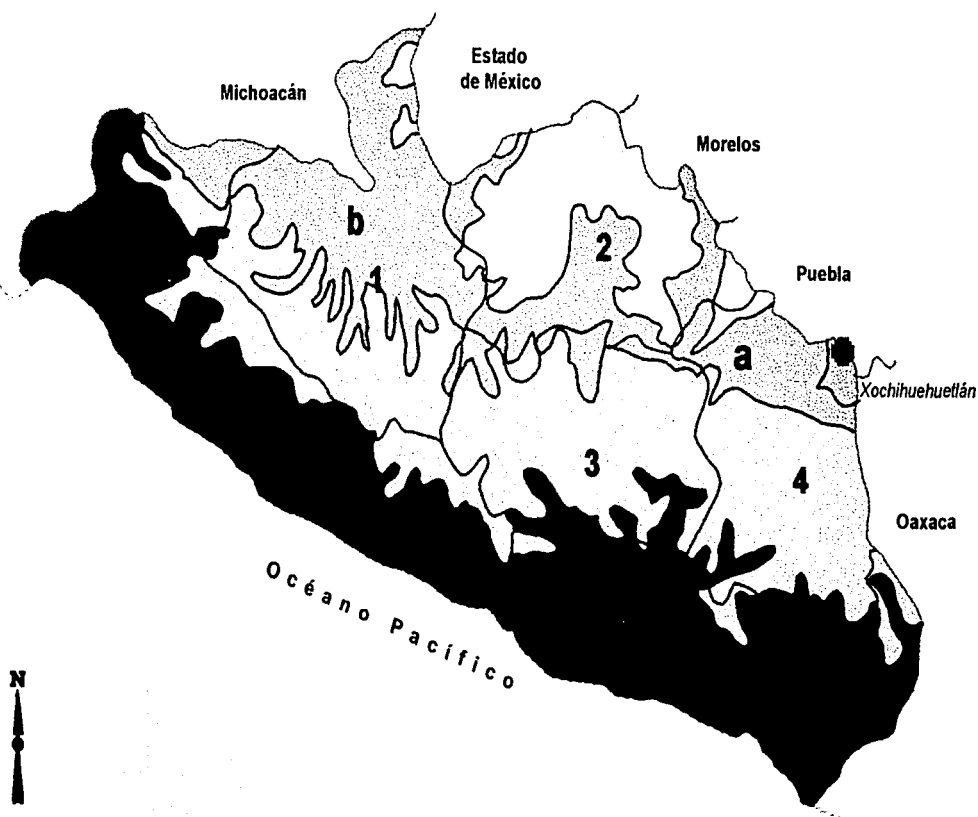 Estado
de México
Michoacán
Morelos
b
2
1
Puebla
a
Xochihuehuetlán
3
4
Oaxaca
Océano Pacífico
N